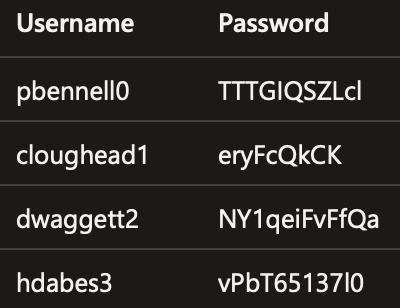 Username Password
pbennell0 TTTGIQSZLcl
cloughead1 eryFcQkCK
dwaggett2 NY1qeiFvFfQa
hdabes3 vPbT65137l0